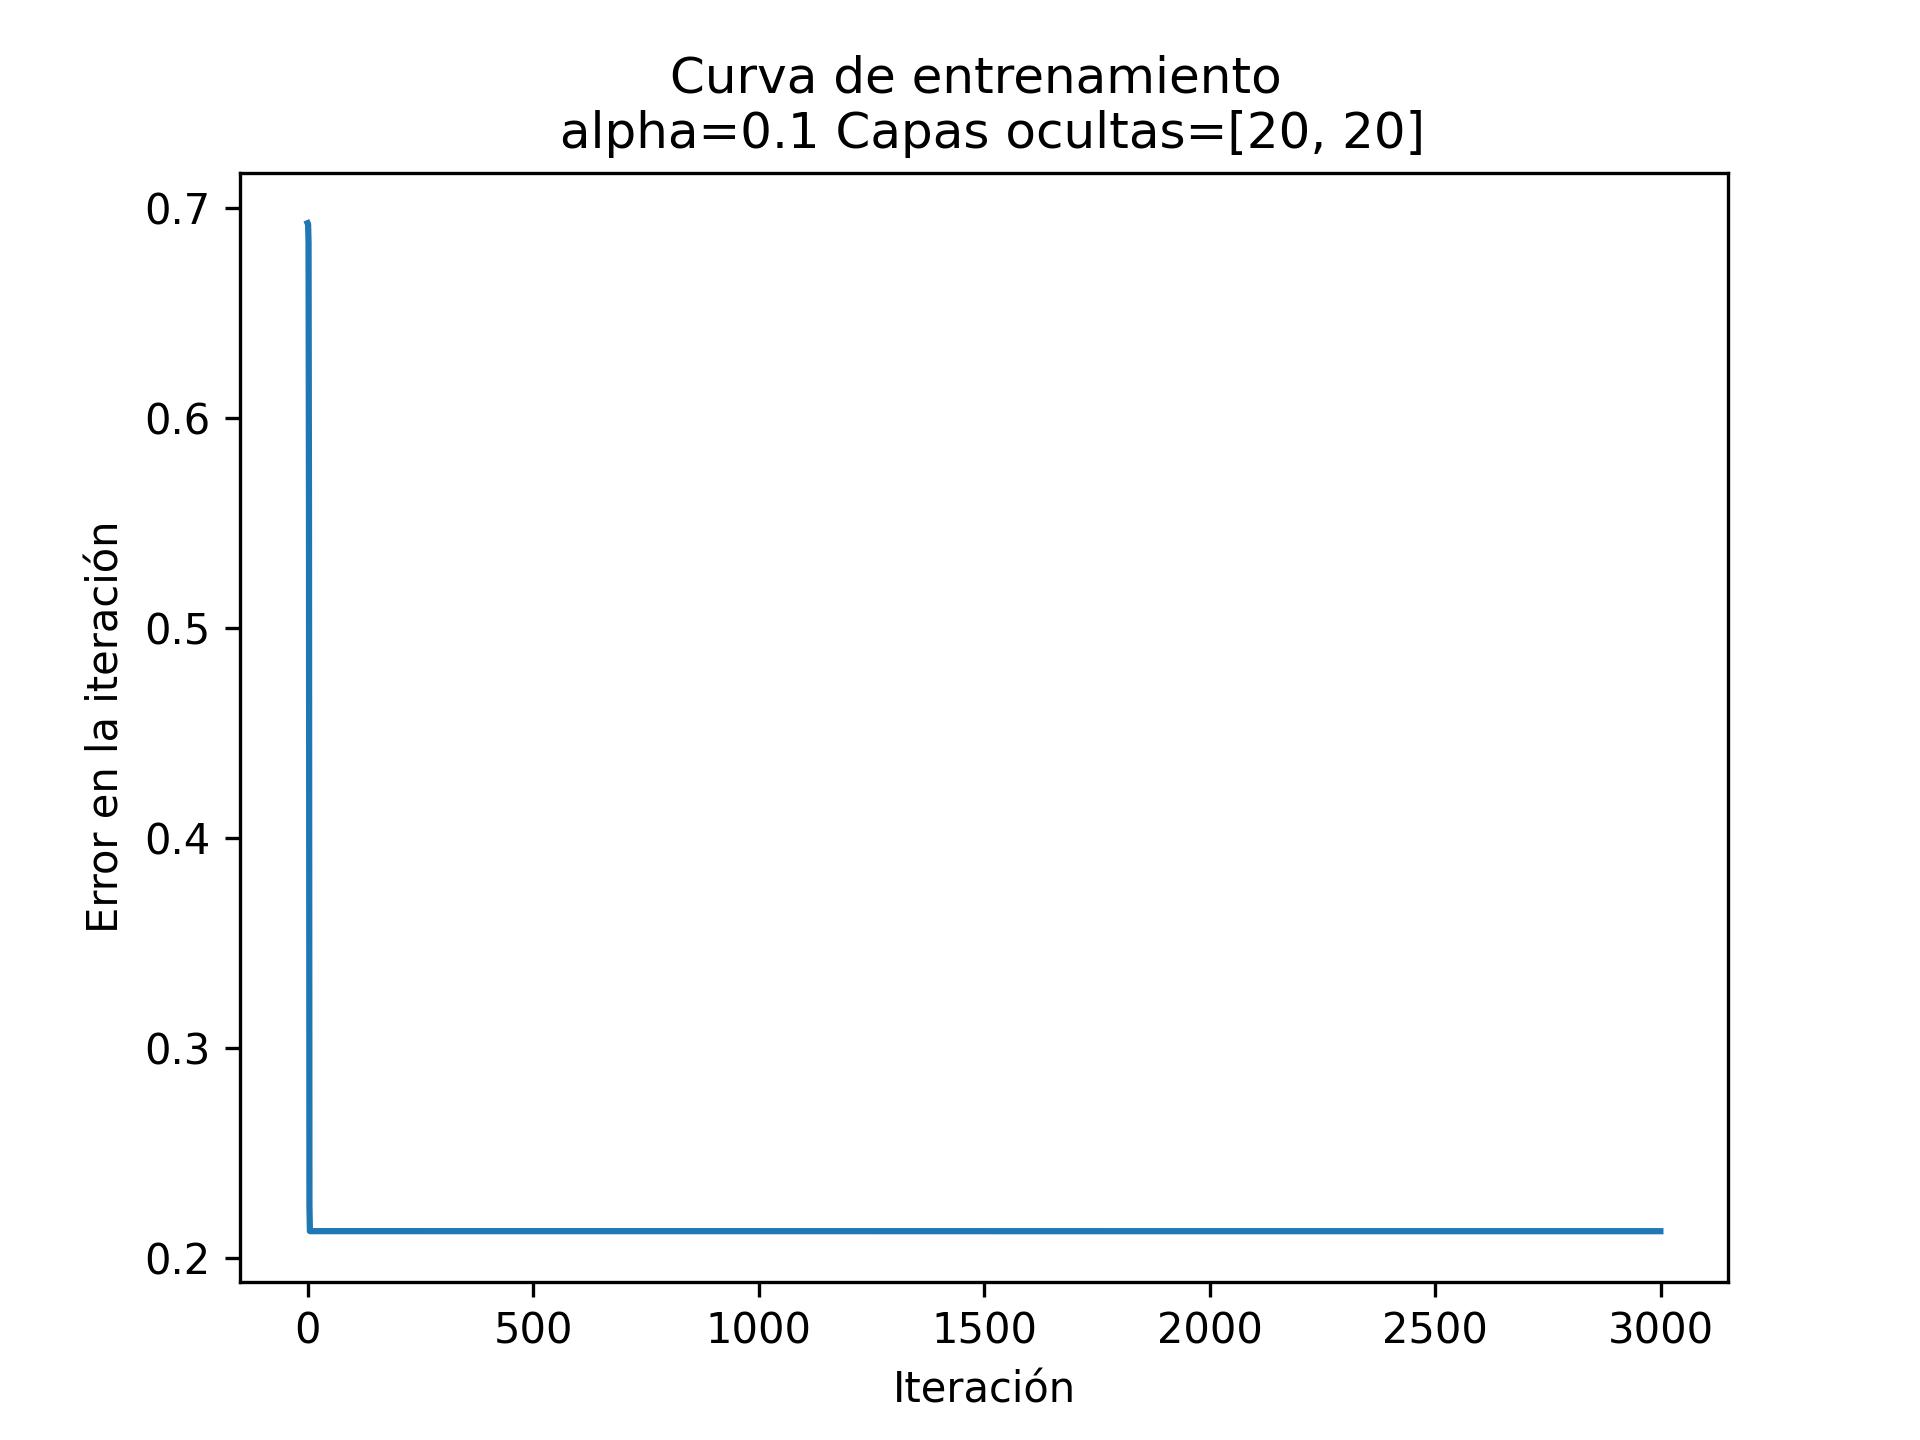 Curva de entrenamiento
alpha=0.1 Capas ocultas=[20, 20]
0.7
0.6
0.5
0.4
0.3
0.2
Error en la iteración
0 500 1000 1500 2000 2500 3000
Iteración